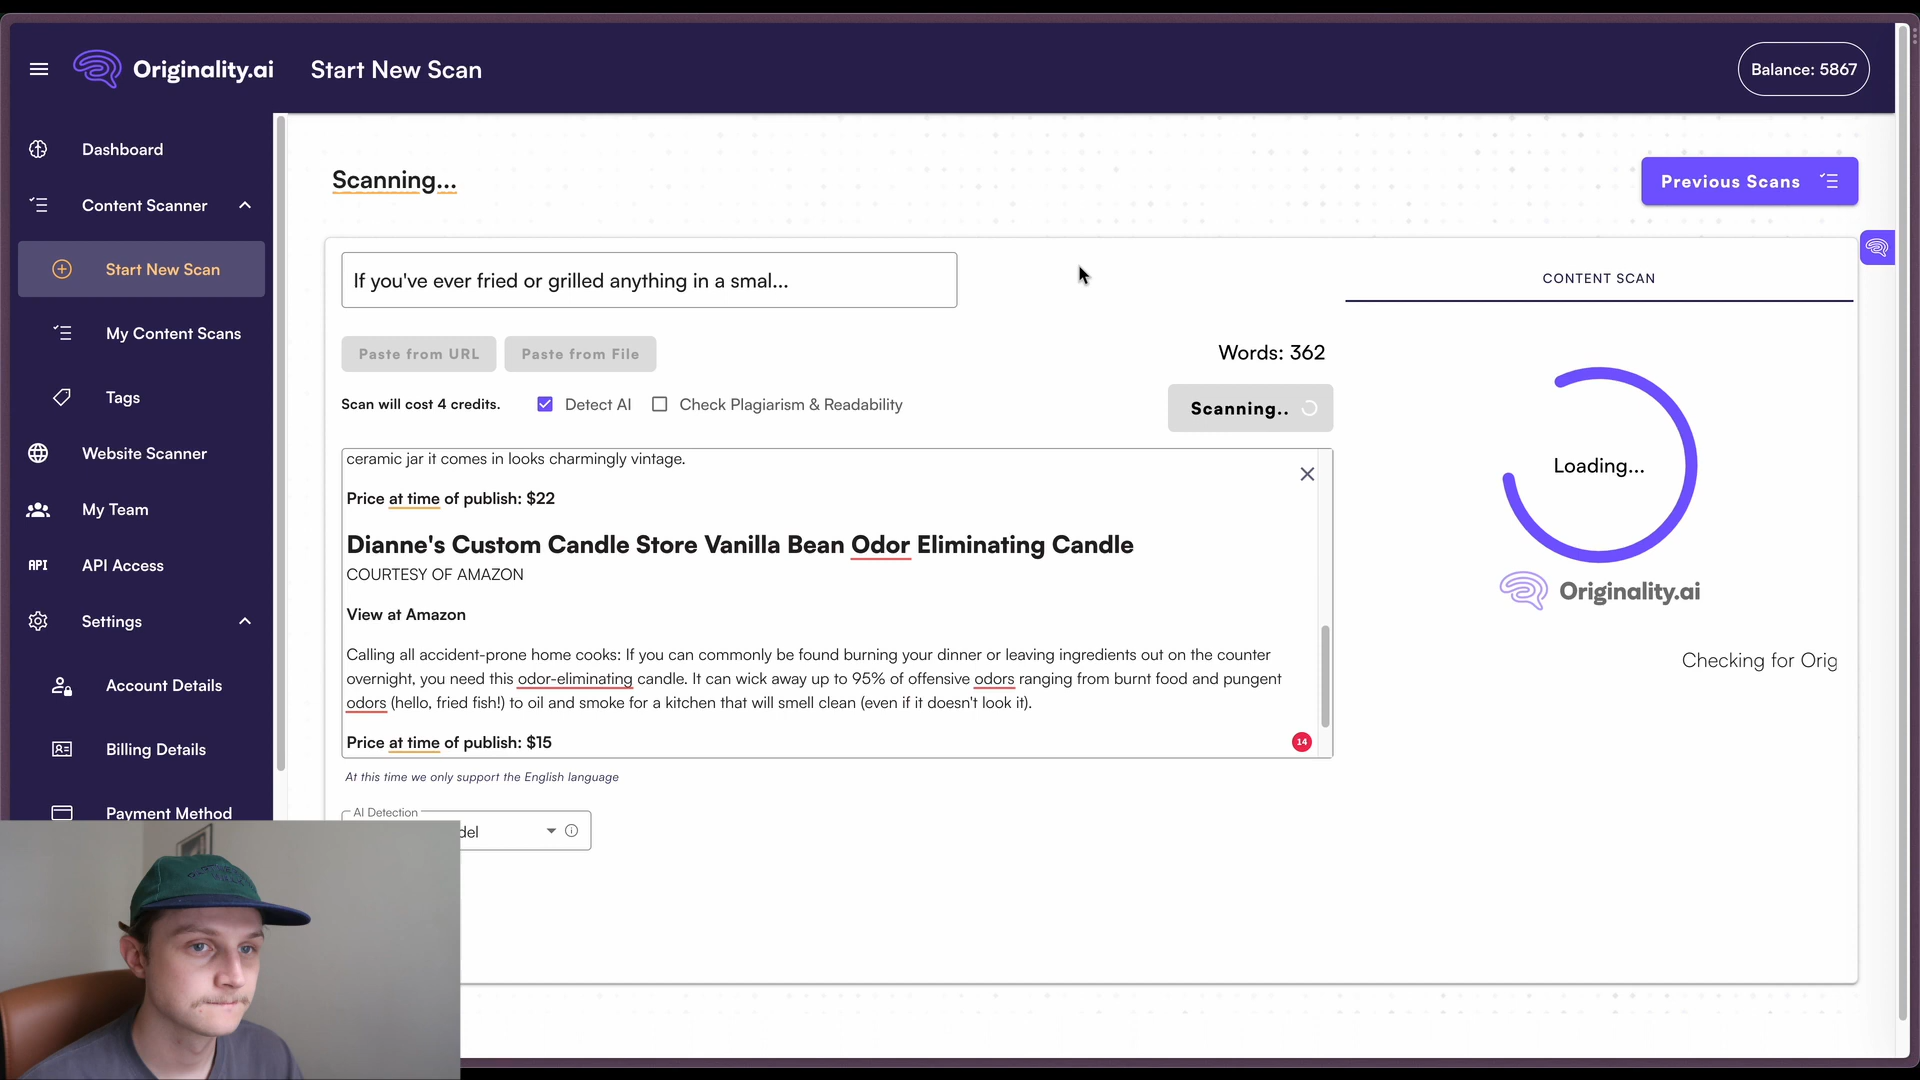 Originality.ai
Start New Scan
Balance: 5867
Dashboard
Content Scanner
Start New Scan
My Content Scans
Tags
Website Scanner
My Team
API
API Access
Settings
Account Details
Billing Details
Payment Method
Scanning...
Previous Scans
If you've ever fried or grilled anything in a smal...
Paste from URL
Paste from File
Words: 362
Scan will cost 4 credits.
Detect AI
Check Plagiarism & Readability
Scanning..
ceramic jar it comes in looks charmingly vintage.
Price at time of publish: $22
Dianne's Custom Candle Store Vanilla Bean Odor Eliminating Candle
COURTESY OF AMAZON
View at Amazon
Calling all accident-prone home cooks: If you can commonly be found burning your dinner or leaving ingredients out on the counter
overnight, you need this odor-eliminating candle. It can wick away up to 95% of offensive odors ranging from burnt food and pungent
odors (hello, fried fish!) to oil and smoke for a kitchen that will smell clean (even if it doesn't look it).
Price at time of publish: $15
14
At this time we only support the English language
AI Detection
del
CONTENT SCAN
Loading...
Originality.ai
Checking for Orig